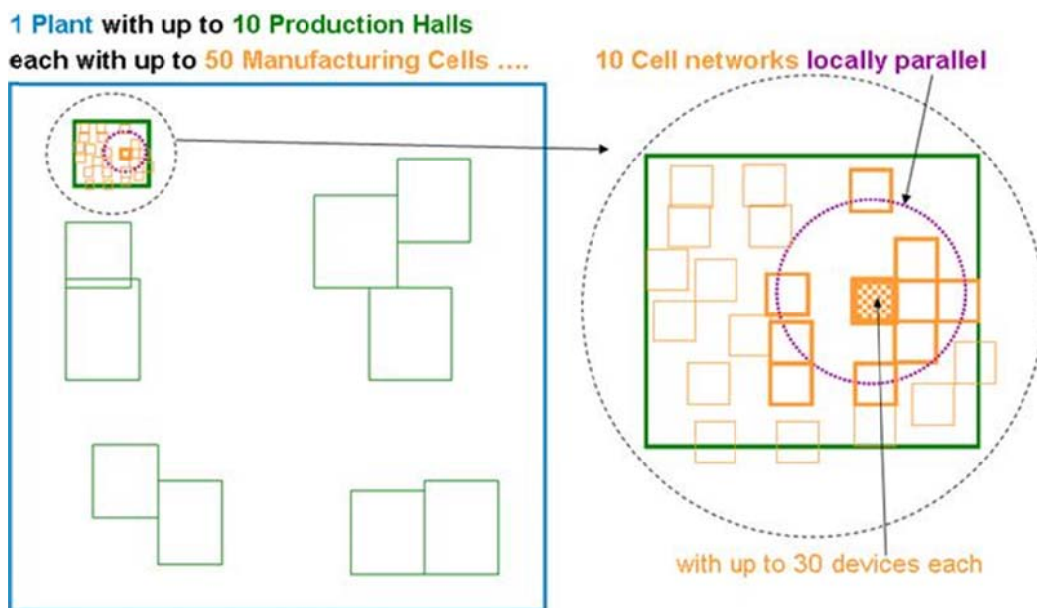 1 Plant with up to 10 Production Halls
each with up to 50 Manufacturing Cells ....
10 Cell networks locally parallel
with up to 30 devices each